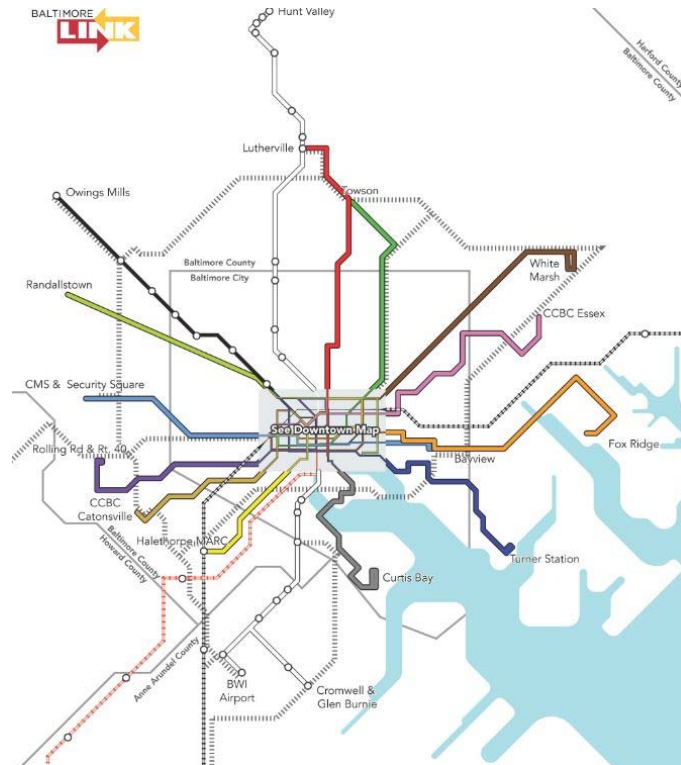 BALTIMORE
LINK
Hunt Valley
Harford County
Baltimore County
Lutherville
Towson
Owings Mills
Baltimore County
Baltimore City
White
Marsh
Randallstown
CCBC Essex
CMS & Security Square
See Downtown Map
Fox Ridge
Rolling Rd & Rt. 40
Bayview
CCBC
Catonsville
Halethorpe MARC
Baltimore County
Howard County
Turner Station
Curtis Bay
Anne Arundel County
BWI
Airport
Cromwell &
Glen Burnie